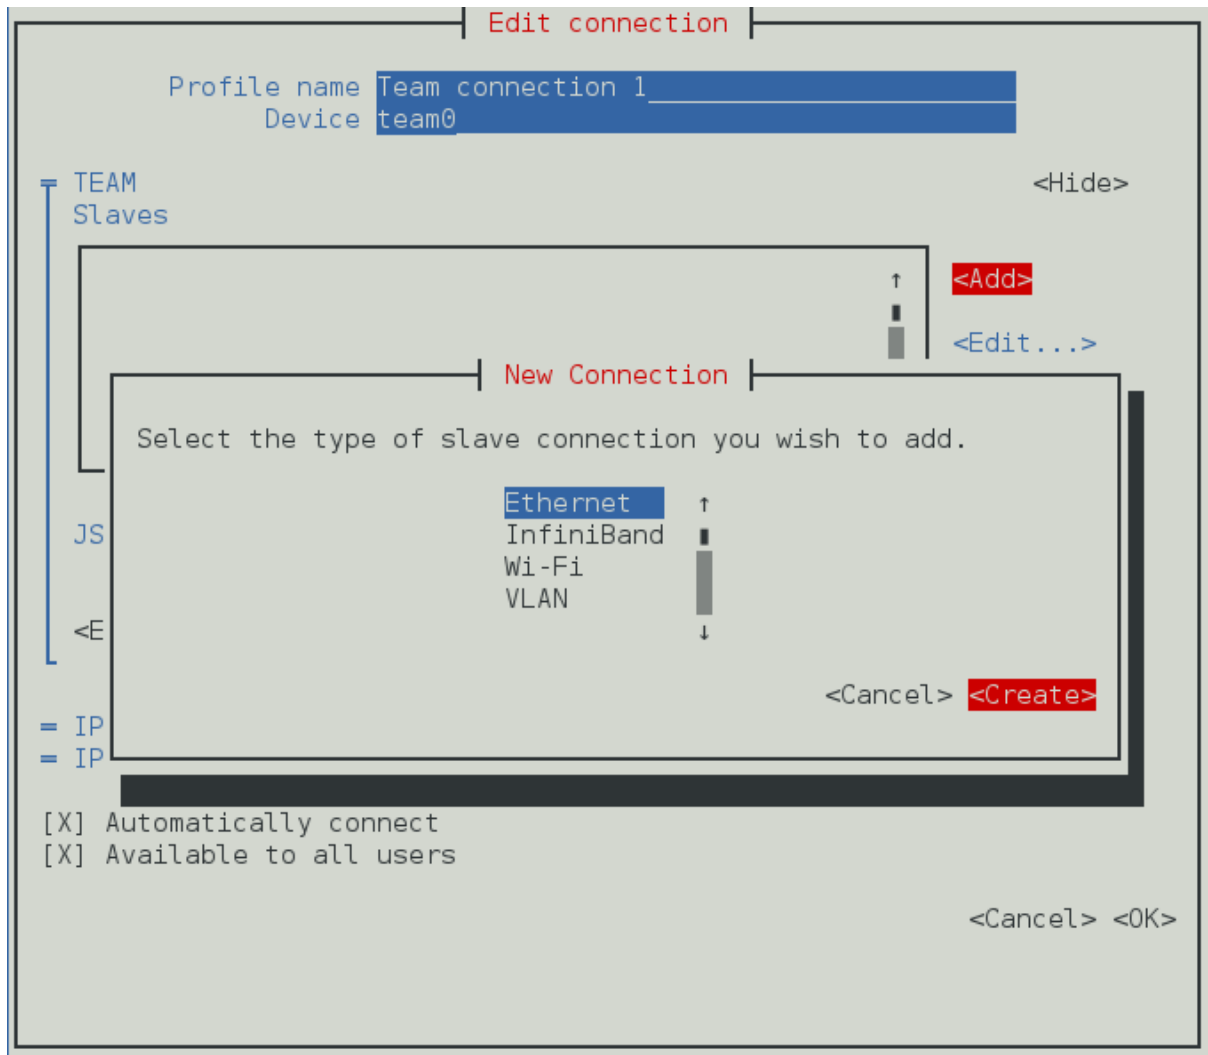 Edit connection
Profile name Team connection 1
Device team0
TEAM <Hide>
Slaves
<Add>
<Edit...>
New Connection
Select the type of slave connection you wish to add.
Ethernet
InfiniBand
JS
Wi-Fi
VLAN
<E
<Cancel> <Create>
IP
IP
[X] Automatically connect
[X] Available to all users
<Cancel> <OK>